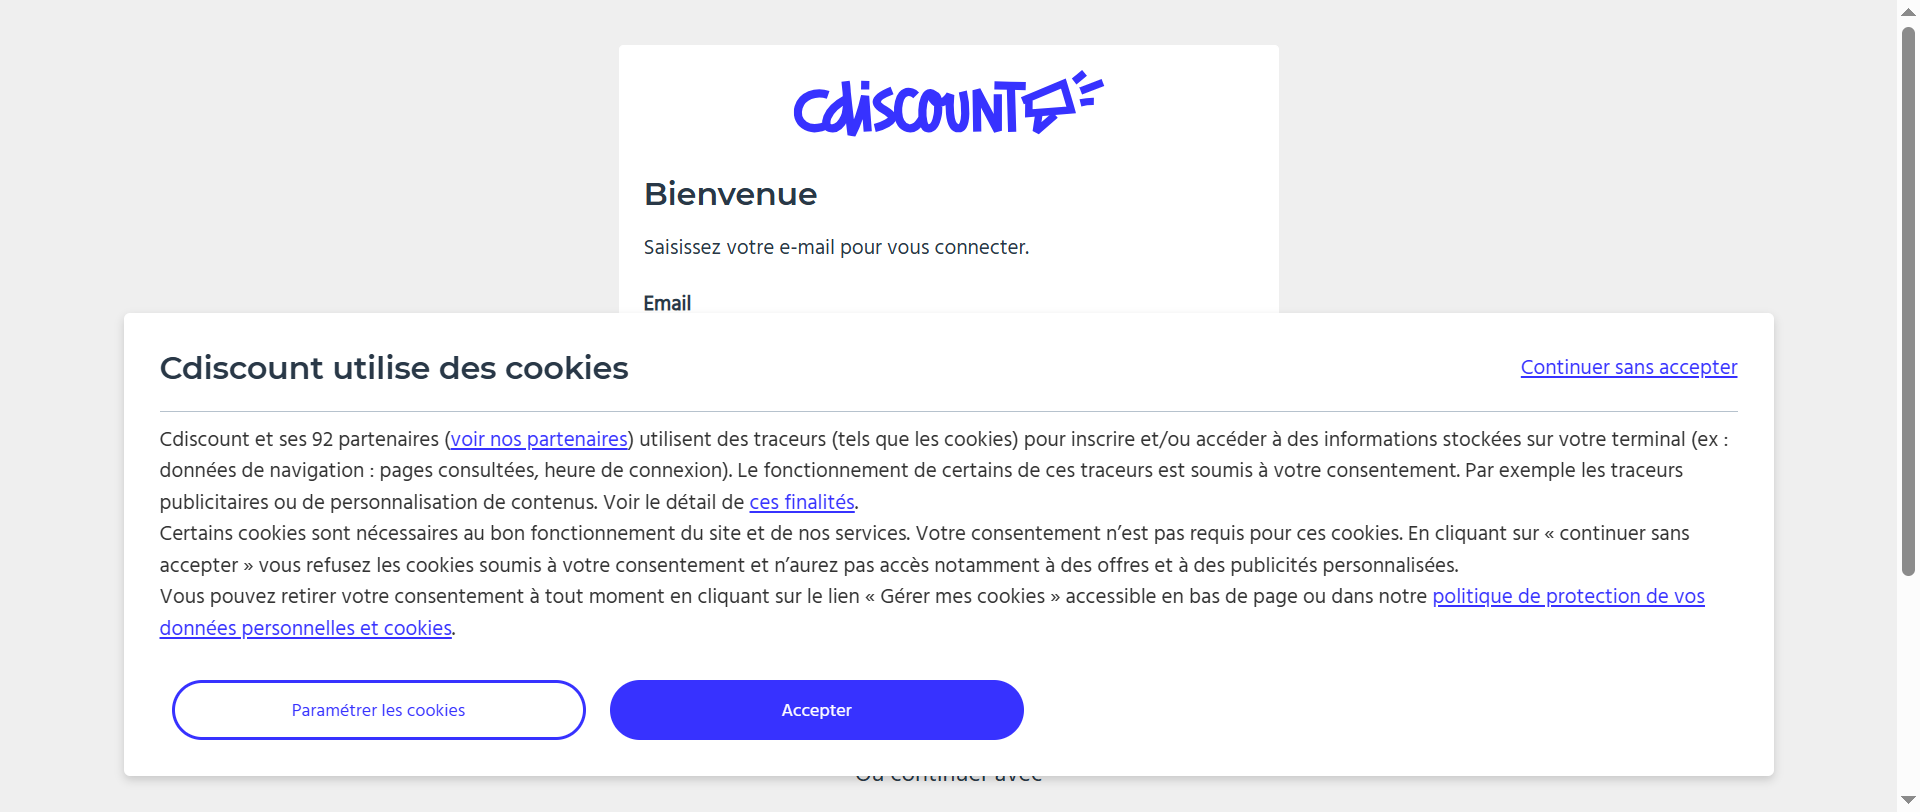 Cdiscount
Bienvenue
Saisissez votre e-mail pour vous connecter.
Email
Cdiscount utilise des cookies
Continuer sans accepter
Cdiscount et ses 92 partenaires (voir nos partenaires) utilisent des traceurs (tels que les cookies) pour inscrire et/ou accéder à des informations stockées sur votre terminal (ex :
données de navigation : pages consultées, heure de connexion). Le fonctionnement de certains de ces traceurs est soumis à votre consentement. Par exemple les traceurs
publicitaires ou de personnalisation de contenus. Voir le détail de ces finalités.
Certains cookies sont nécessaires au bon fonctionnement du site et de nos services. Votre consentement n’est pas requis pour ces cookies. En cliquant sur « continuer sans
accepter » vous refusez les cookies soumis à votre consentement et n’aurez pas accès notamment à des offres et à des publicités personnalisées.
Vous pouvez retirer votre consentement à tout moment en cliquant sur le lien « Gérer mes cookies » accessible en bas de page ou dans notre politique de protection de vos
données personnelles et cookies.
Paramétrer les cookies
Accepter
Ou continuer avec